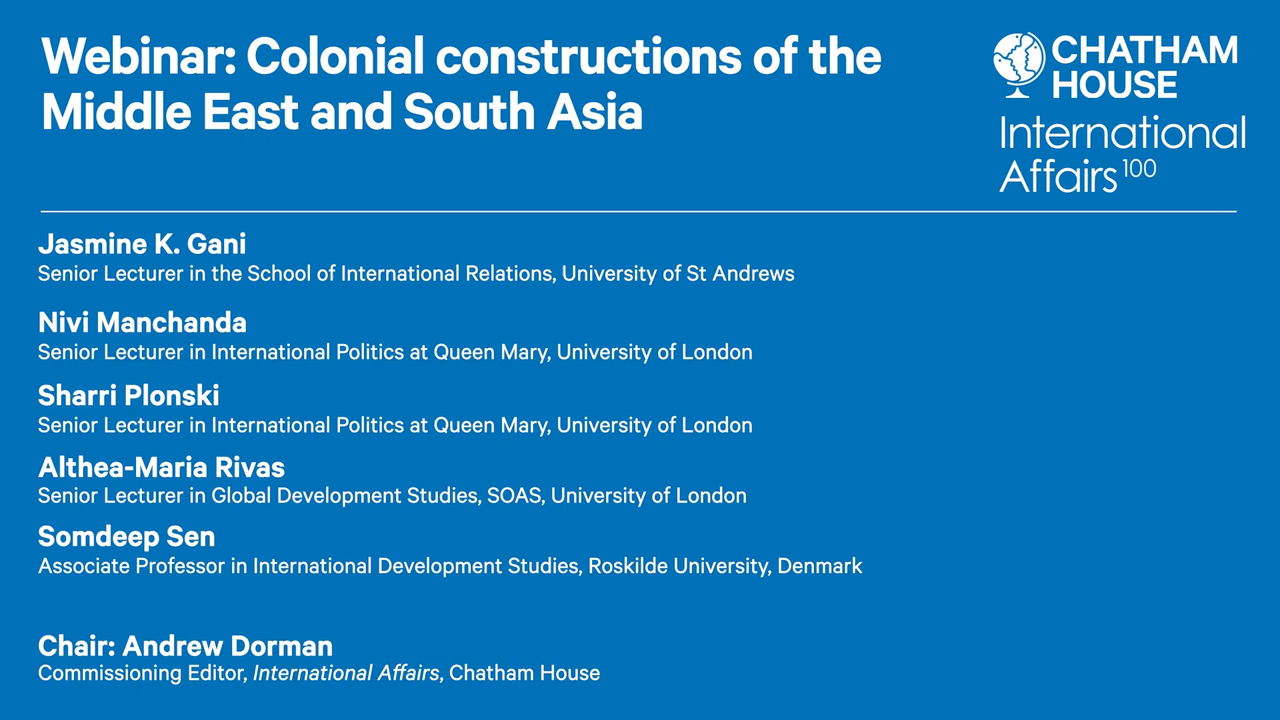 Webinar: Colonial constructions of the
Middle East and South Asia
CHATHAM
HOUSE
International
Affairs 100
Jasmine K. Gani
Senior Lecturer in the School of International Relations, University of St Andrews
Nivi Manchanda
Senior Lecturer in International Politics at Queen Mary, University of London
Sharri Plonski
Senior Lecturer in International Politics at Queen Mary, University of London
Althea-Maria Rivas
Senior Lecturer in Global Development Studies, SOAS, University of London
Somdeep Sen
Associate Professor in International Development Studies, Roskilde University, Denmark
Chair: Andrew Dorman
Commissioning Editor, International Affairs, Chatham House